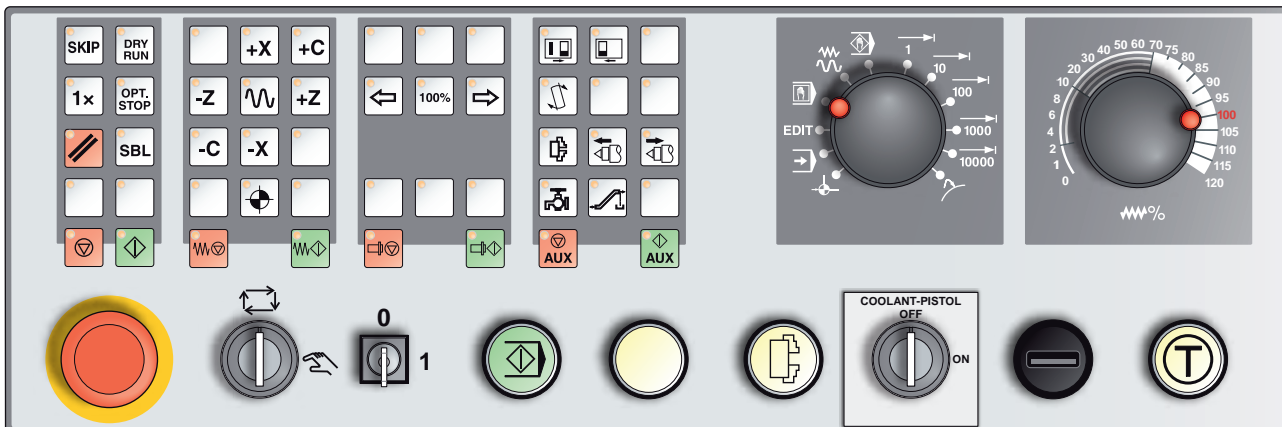 SKIP
DRY
RUN
+X
+C
1×
OPT.
STOP
-Z
+Z
100%
SBL
-C
-X
AUX
AUX
EDIT
1
10
100
1000
10000
0
1
2
4
6
8
10
20
30
40
50
60
70
75
80
85
90
95
100
105
110
115
120
%
0
1
COOLANT-PISTOL
OFF
ON
T